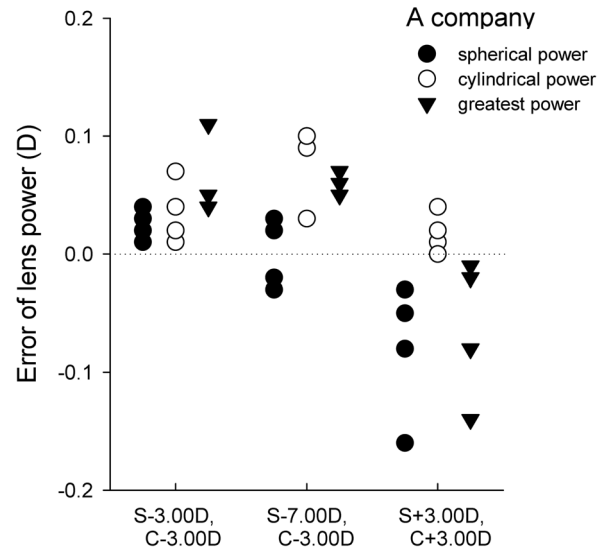 A company
spherical power
cylindrical power
greatest power
Error of lens power (D)
0.2
0.1
0.0
-0.1
-0.2
S-3.00D,
C-3.00D
S-7.00D,
C-3.00D
S+3.00D,
C+3.00D